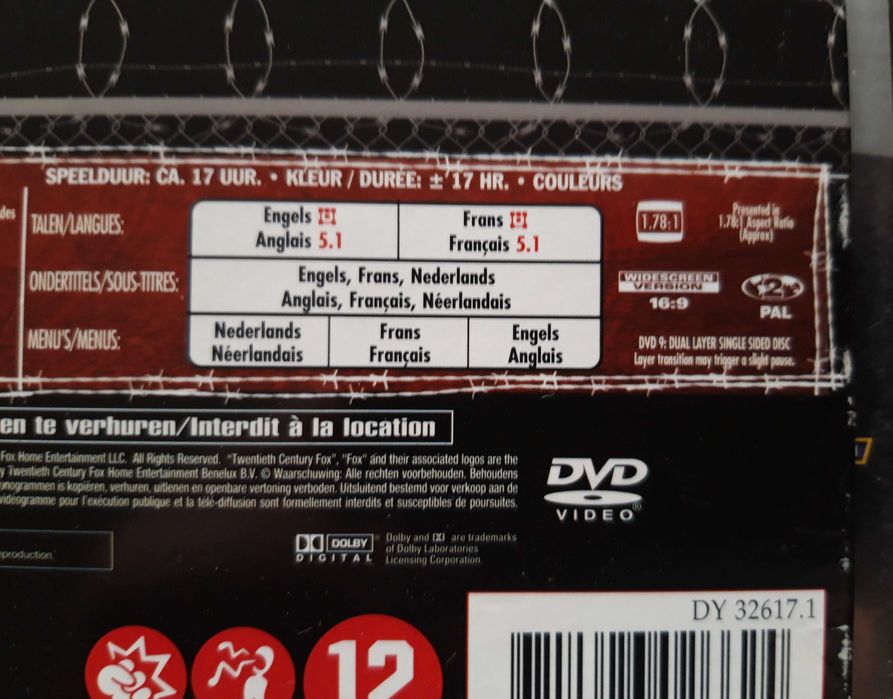 SPEELDUUR: CA. 17 UUR. • KLEUR / DURÉE: ± 17 HR. • COULEURS
des
TALEN/LANGUES:
Engels
Anglais 5.1
Frans
Français 5.1
1.78:1
Presented in
1.78:1 Aspect Ratio
(Approx)
ONDERTITELS/SOUS-TITRES:
Engels, Frans, Nederlands
Anglais, Français, Néerlandais
WIDESCREEN
VERSION
16:9
2
PAL
MENU'S/MENUS:
Nederlands
Néerlandais
Frans
Français
Engels
Anglais
DVD 9: DUAL LAYER SINGLE SIDED DISC
Layer transition may trigger a slight pause.
en te verhuren/Interdit à la location
Fox Home Entertainment LLC. All Rights Reserved. "Twentieth Century Fox", "Fox" and their associated logos are the
y Twentieth Century Fox Home Entertainment Benelux B.V. © Waarschuwing: Alle rechten voorbehouden. Behoudens
onogrammen is kopiëren, verhuren, uitlenen en openbare vertoning verboden. Uitsluitend bestemd voor verkoop aan de
vidéogramme pour l'exécution publique et la télé-diffusion sont formellement interdits et susceptibles de poursuites.
DVD
VIDEO®
eproduction.
DOLBY
DIGITAL
Dolby and DD are trademarks
of Dolby Laboratories
Licensing Corporation.
12
DY 32617.1